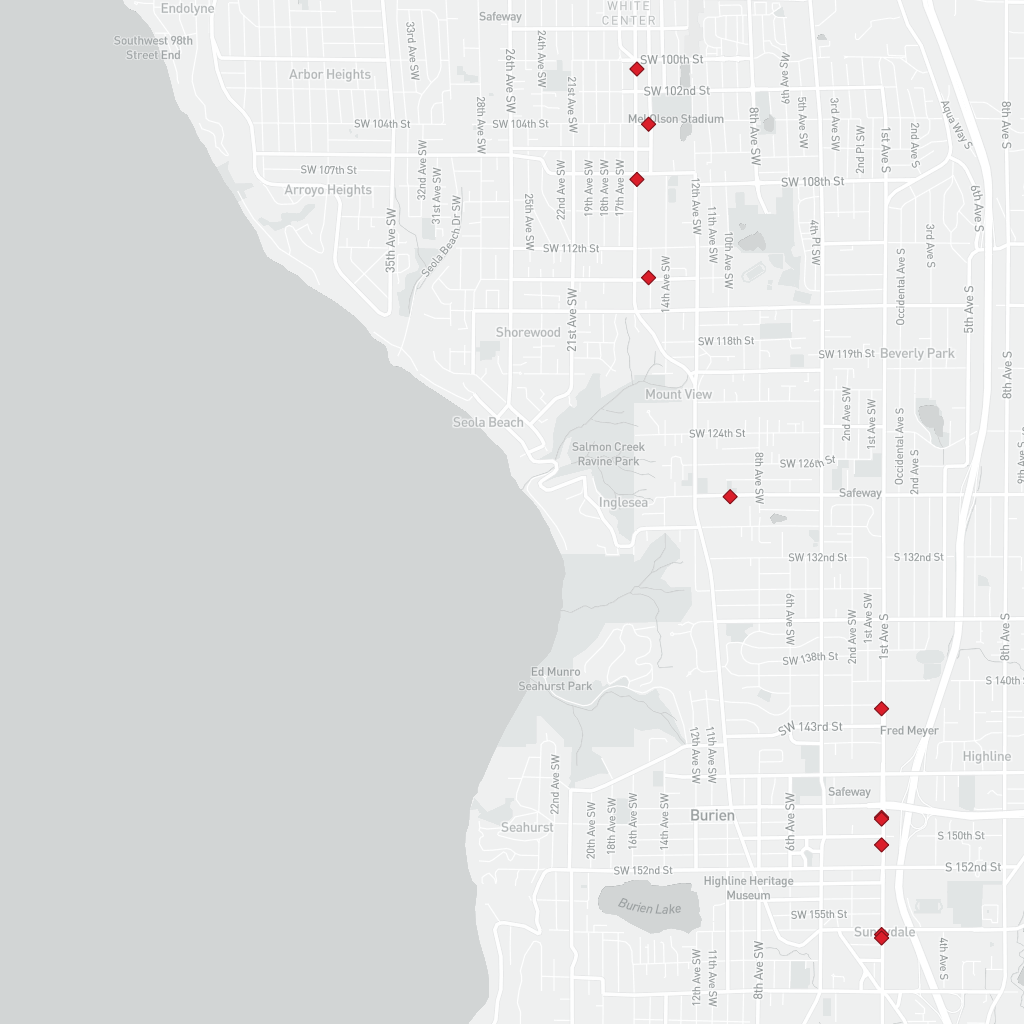 Endolyne
Safeway
WHITE
CENTER
Southwest 98th
Street End
33rd Ave SW
26th Ave SW
24th Ave SW
SW 100th St
Arbor Heights
21st Ave SW
28th Ave SW
SW 102nd St
6th Ave SW
5th Ave SW
3rd Ave SW
8th Ave SW
2nd Pl SW
1st Ave S
2nd Ave S
Aqua Way S
8th Ave S
SW 104th St
SW 104th St
Mel Olson Stadium
SW 107th St
Arroyo Heights
32nd Ave SW
31st Ave SW
22nd Ave SW
19th Ave SW
18th Ave SW
17th Ave SW
12th Ave SW
SW 108th St
6th Ave S
35th Ave SW
Seola Beach Dr SW
25th Ave SW
SW 112th St
11th Ave SW
10th Ave SW
4th Pl SW
3rd Ave S
14th Ave SW
Occidental Ave S
5th Ave S
Shorewood
21st Ave SW
SW 118th St
SW 119th St
Beverly Park
8th Ave S
Mount View
2nd Ave SW
1st Ave SW
Occidental Ave S
Seola Beach
SW 124th St
Salmon Creek
Ravine Park
SW 126th St
8th Ave SW
2nd Ave S
Inglesea
Safeway
SW 132nd St
S 132nd St
6th Ave SW
2nd Ave SW
1st Ave SW
1st Ave S
8th Ave S
SW 138th St
Ed Munro
Seahurst Park
SW 143rd St
Fred Meyer
12th Ave SW
11th Ave SW
Highline
22nd Ave SW
Safeway
Seahurst
20th Ave SW
18th Ave SW
16th Ave SW
14th Ave SW
Burien
6th Ave SW
S 150th St
SW 152nd St
S 152nd St
Highline Heritage
Museum
Burien Lake
SW 155th St
12th Ave SW
11th Ave SW
8th Ave SW
4th Ave S